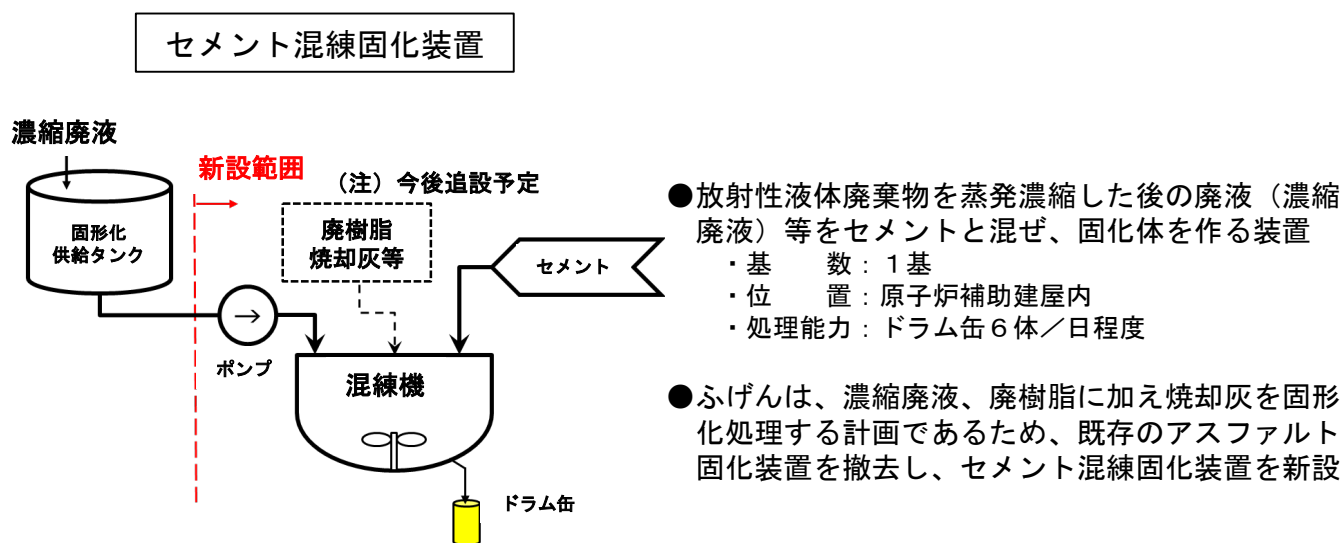 セメント混練固化装置
濃縮廃液
新設範囲
(注)今後追設予定
固形化
供給タンク
廃樹脂
焼却灰等
セメント
→
ポンプ
混練機
ドラム缶
●放射性液体廃棄物を蒸発濃縮した後の廃液(濃縮
廃液)等をセメントと混ぜ、固化体を作る装置
・基　　数:1基
・位　　置:原子炉補助建屋内
・処理能力:ドラム缶6体/日程度
●ふげんは、濃縮廃液、廃樹脂に加え焼却灰を固形
化処理する計画であるため、既存のアスファルト
固化装置を撤去し、セメント混練固化装置を新設